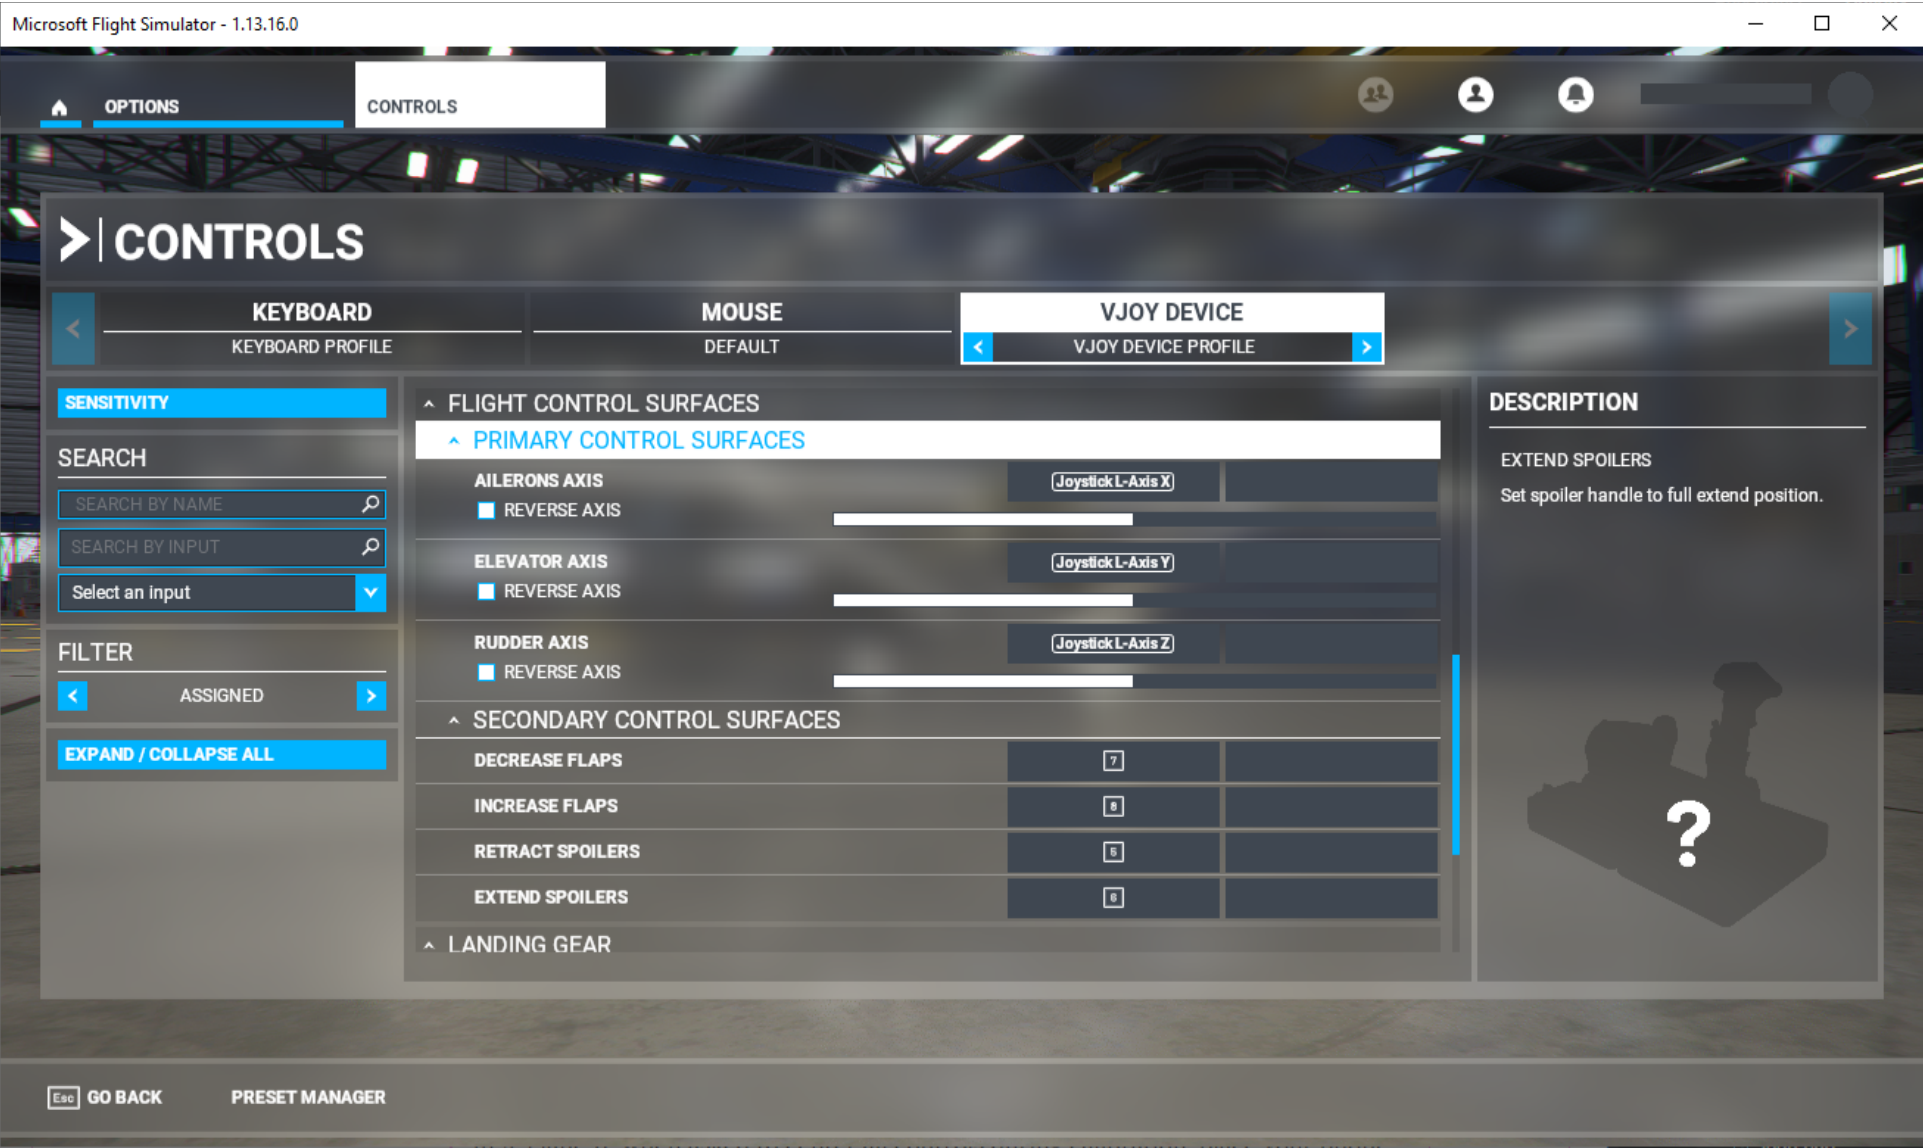 Microsoft Flight Simulator - 1.13.16.0
OPTIONS
CONTROLS
CONTROLS
KEYBOARD
KEYBOARD PROFILE
MOUSE
DEFAULT
VJOY DEVICE
VJOY DEVICE PROFILE
SENSITIVITY
SEARCH
SEARCH BY NAME
SEARCH BY INPUT
Select an input
FILTER
ASSIGNED
EXPAND / COLLAPSE ALL
FLIGHT CONTROL SURFACES
PRIMARY CONTROL SURFACES
AILERONS AXIS
Joystick L-Axis X
REVERSE AXIS
ELEVATOR AXIS
Joystick L-Axis Y
REVERSE AXIS
RUDDER AXIS
Joystick L-Axis Z
REVERSE AXIS
SECONDARY CONTROL SURFACES
DECREASE FLAPS
7
INCREASE FLAPS
8
RETRACT SPOILERS
5
EXTEND SPOILERS
6
LANDING GEAR
DESCRIPTION
EXTEND SPOILERS
Set spoiler handle to full extend position.
?
Esc GO BACK
PRESET MANAGER